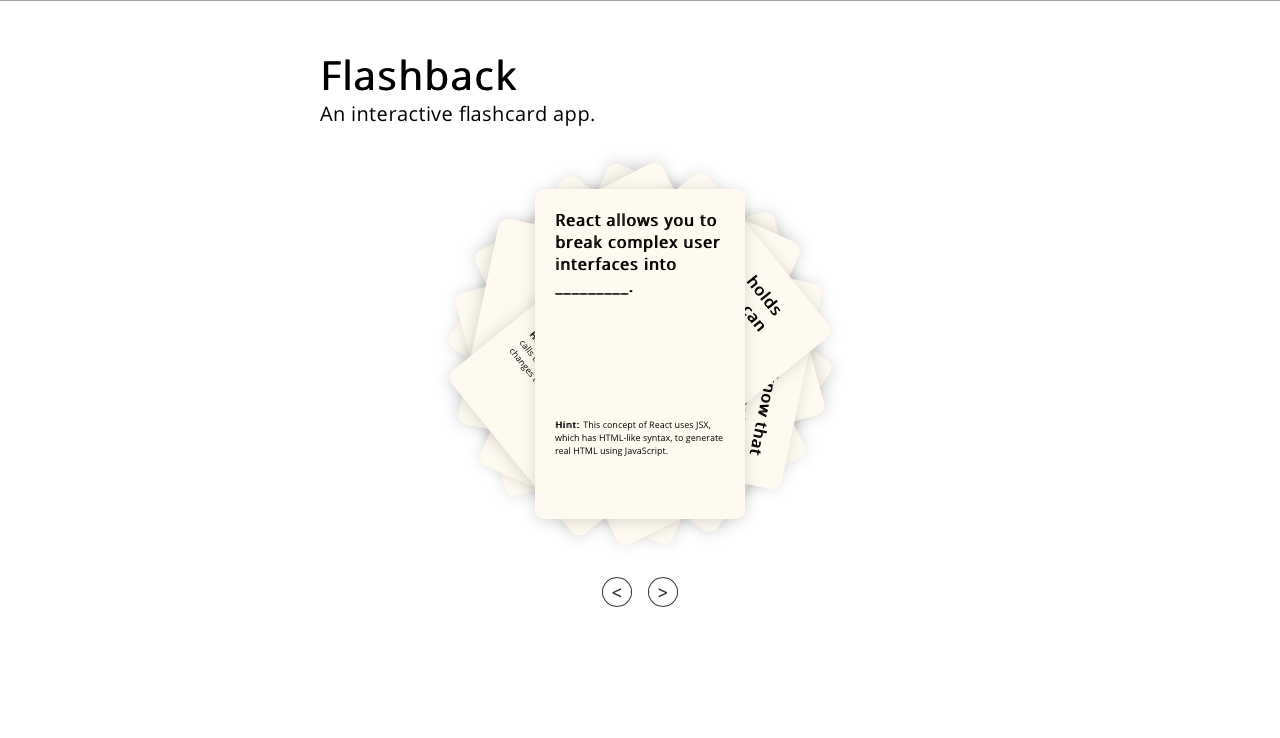 Flashback
An interactive flashcard app.
React allows you to
break complex user
interfaces into
_________.
Hint: This concept of React uses JSX,
which has HTML-like syntax, to generate
real HTML using JavaScript.
holds
can
calls
changes
now that
<
>